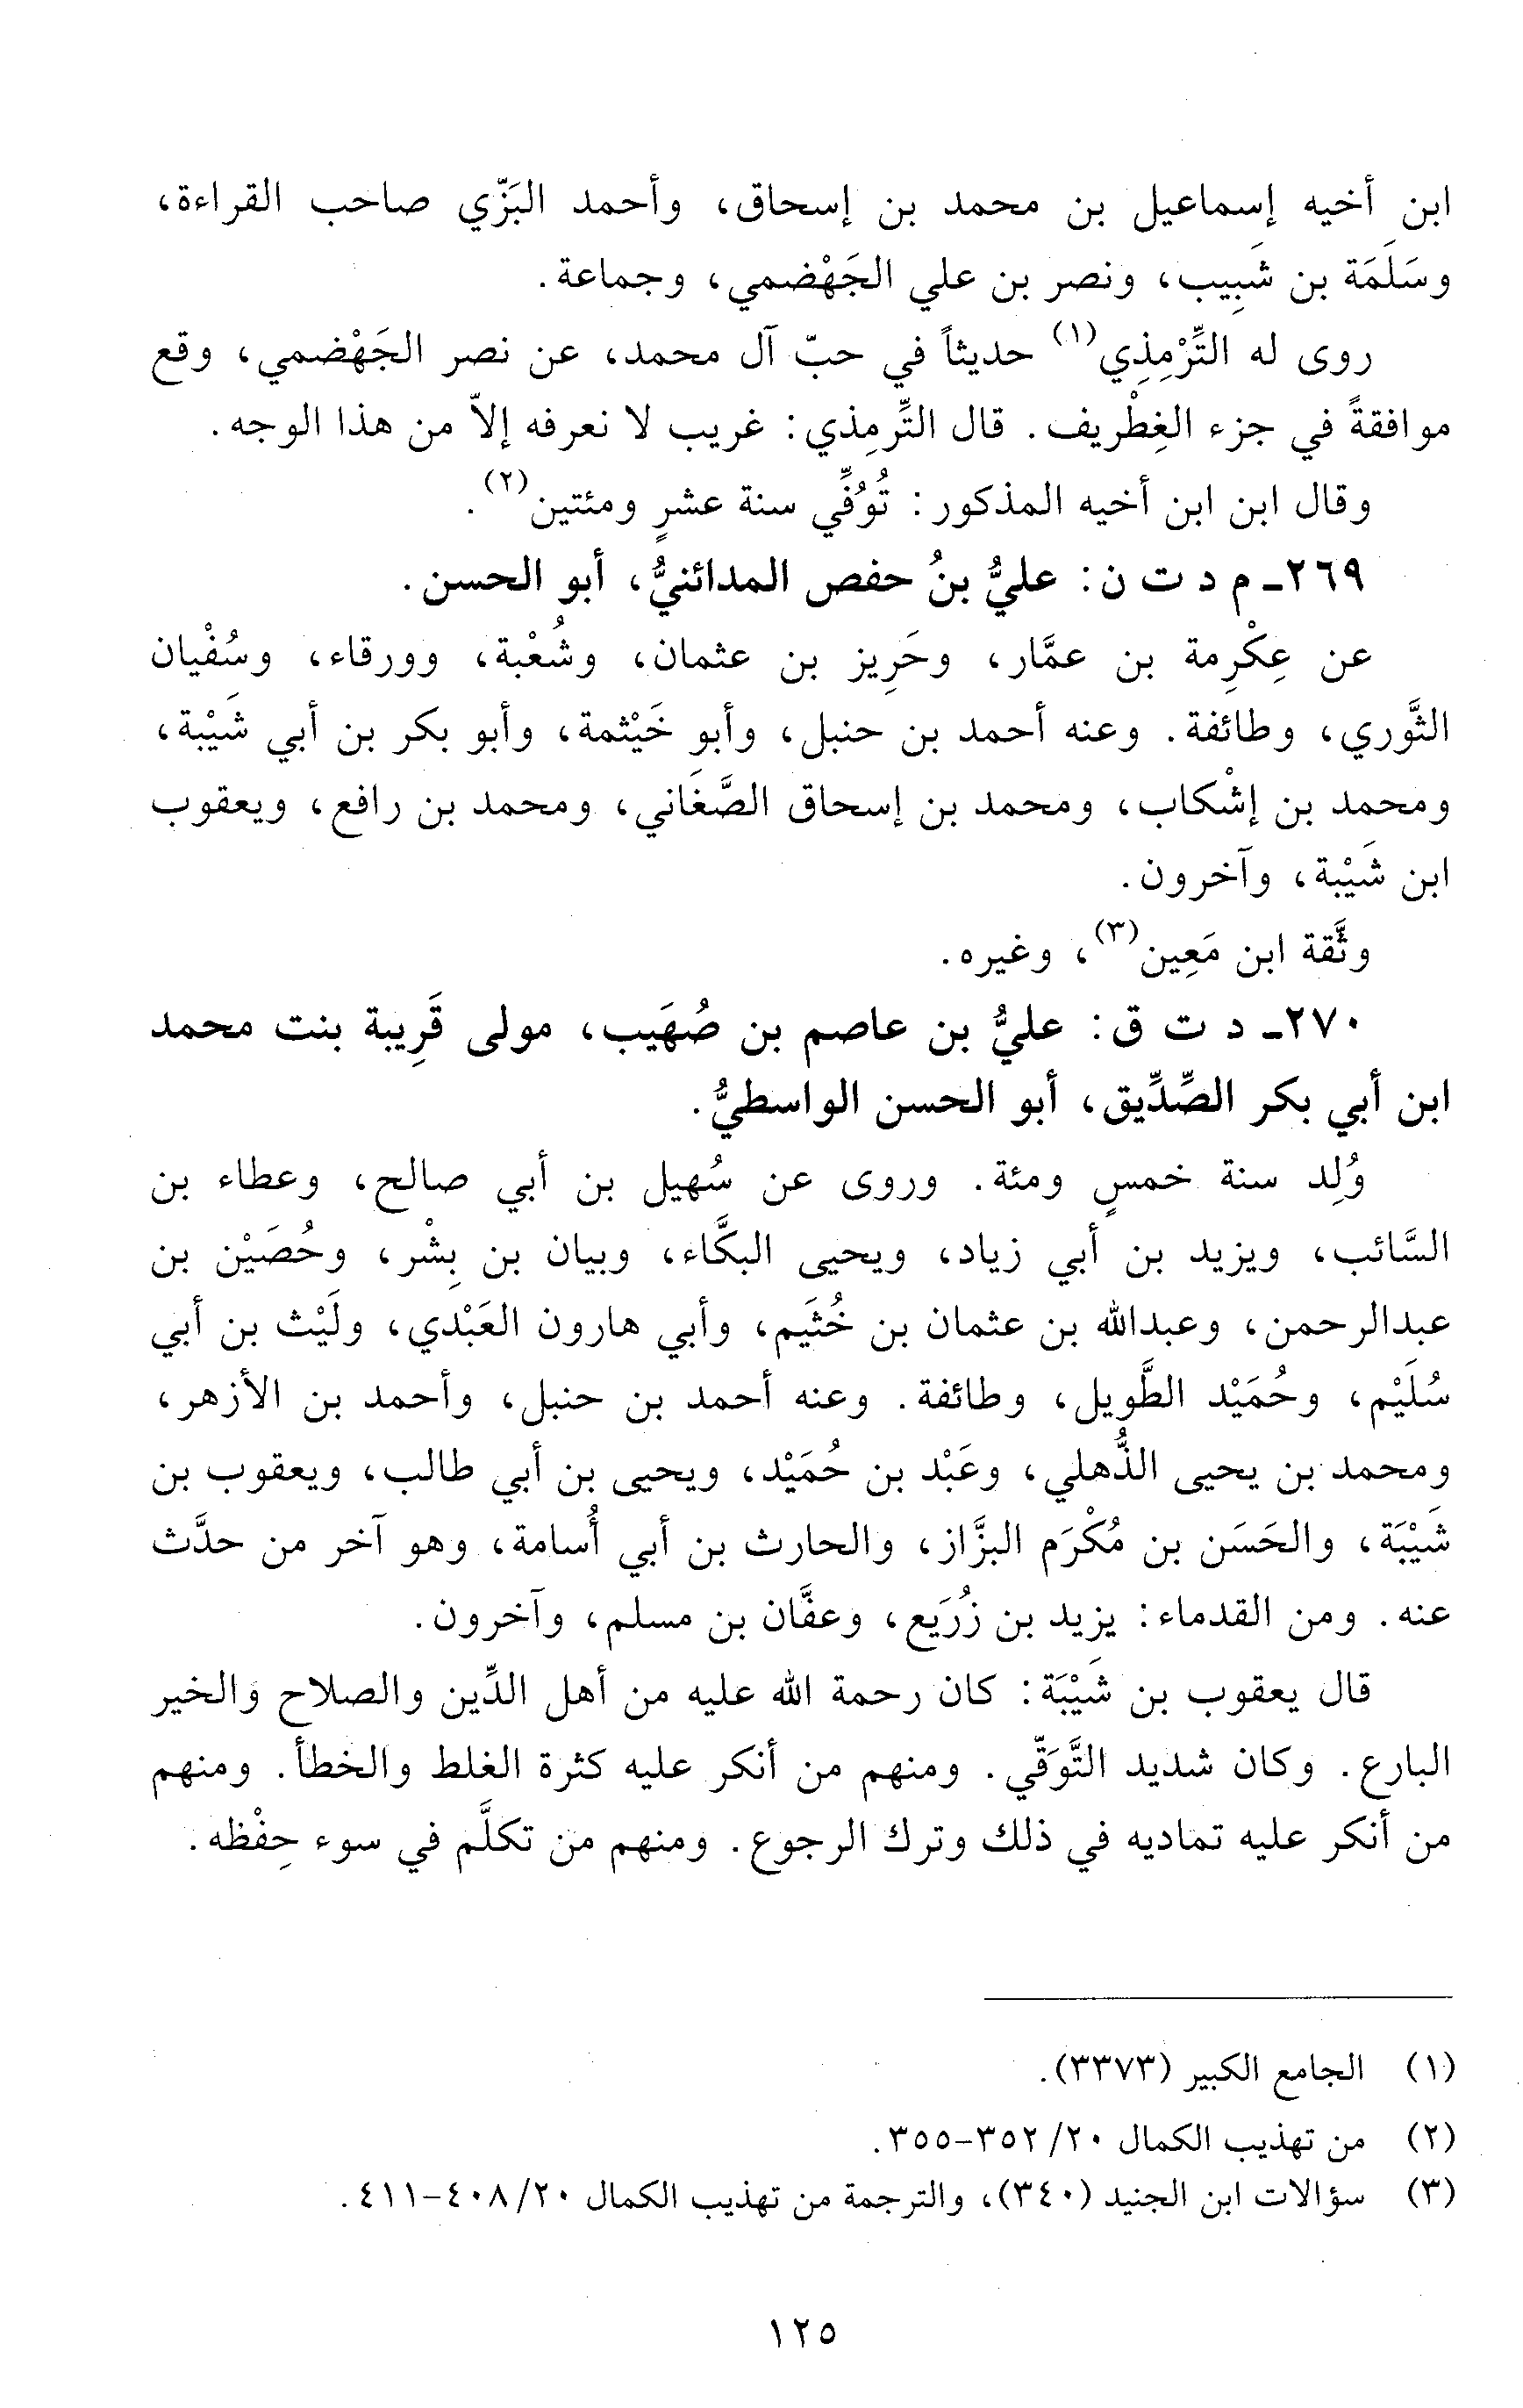 ابن أخيه إسماعيل بن محمد بن إسحاق، وأحمد البَزّي صاحب القراءة،
وسَلَمَة بن شَبِيب، ونصر بن علي الجَهْضمي، وجماعة.
روى له التِّرْمِذِي(١) حديثاً في حبّ آل محمد، عن نصر الجَهْضمي، وقع
موافقةً في جزء الغِطْريف. قال التِّرمِذي: غريب لا نعرفه إلاّ من هذا الوجه.
وقال ابن ابن أخيه المذكور: تُوُفِّي سنة عشرٍ ومئتين(٢).
٢٦٩ـ م د ت ن: عليُّ بنُ حفص المدائنيُّ، أبو الحسن.
عن عِكْرِمة بن عمَّار، وحَرِيز بن عثمان، وشُعْبة، وورقاء، وسُفْيان
الثَّوري، وطائفة. وعنه أحمد بن حنبل، وأبو خَيْثمة، وأبو بكر بن أبي شَيْبة،
ومحمد بن إشْكاب، ومحمد بن إسحاق الصَّغَاني، ومحمد بن رافع، ويعقوب
ابن شَيْبة، وآخرون.
وثَّقة ابن مَعِين(٣)، وغيره.
٢٧٠ـ د ت ق: عليُّ بن عاصم بن صُهَيب، مولى قَرِيبة بنت محمد
ابن أبي بكر الصِّدِّيق، أبو الحسن الواسطيُّ.
وُلِد سنة خمسٍ ومئة. وروى عن سُهيل بن أبي صالح، وعطاء بن
السَّائب، ويزيد بن أبي زياد، ويحيى البكَّاء، وبيان بن بِشْر، وحُصَيْن بن
عبدالرحمن، وعبدالله بن عثمان بن خُثَيم، وأبي هارون العَبْدي، ولَيْث بن أبي
سُلَيْم، وحُمَيْد الطَّويل، وطائفة. وعنه أحمد بن حنبل، وأحمد بن الأزهر،
ومحمد بن يحيى الذُّهلي، وعَبْد بن حُمَيْد، ويحيى بن أبي طالب، ويعقوب بن
شَيْبَة، والحَسَن بن مُكْرَم البزَّاز، والحارث بن أبي أُسامة، وهو آخر من حدَّث
عنه. ومن القدماء: يزيد بن زُرَيع، وعفَّان بن مسلم، وآخرون.
قال يعقوب بن شَيْبَة: كان رحمة الله عليه من أهل الدِّين والصلاح والخير
البارع. وكان شديد التَّوَقّي. ومنهم من أنكر عليه كثرة الغلط والخطأ. ومنهم
من أنكر عليه تماديه في ذلك وترك الرجوع. ومنهم من تكلَّم في سوء حِفْظه.
(١) الجامع الكبير (٣٣٧٣).
(٢) من تهذيب الكمال ٢٠/ ٣٥٢-٣٥٥.
(٣) سؤالات ابن الجنيد (٣٤٠)، والترجمة من تهذيب الكمال ٢٠/ ٤٠٨-٤١١.
١٢٥